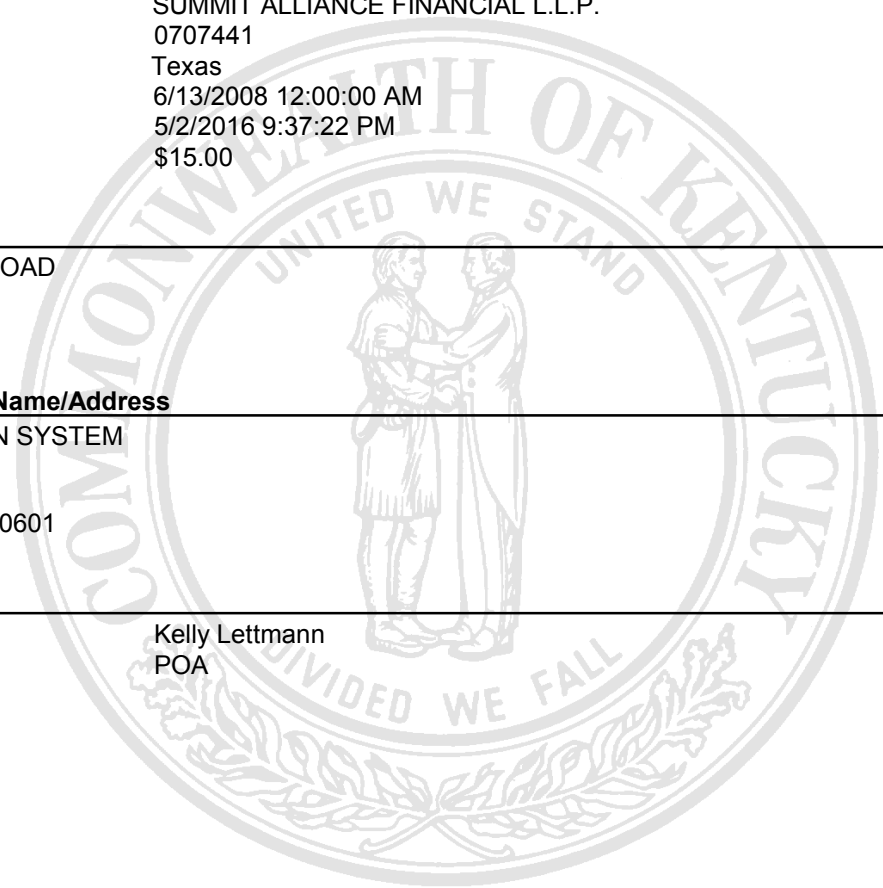 SUMMIT ALLIANCE FINANCIAL L.L.P.
0707441
Texas
6/13/2008 12:00:00 AM
5/2/2016 9:37:22 PM
$15.00
COMMONWEALTH OF KENTUCKY
UNITED WE STAND
OAD
Name/Address
N SYSTEM
0601
Kelly Lettmann
POA
DIVIDED WE FALL